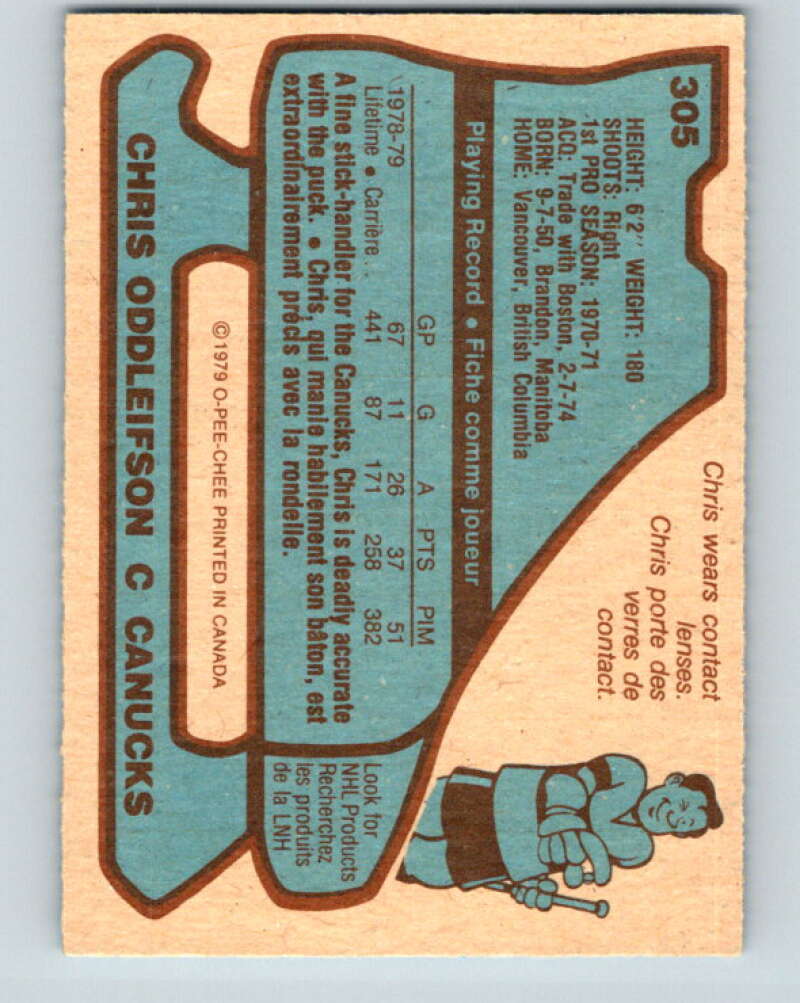 305
HEIGHT: 6'2" WEIGHT: 180
SHOOTS: Right
1st PRO SEASON: 1970-71
ACQ: Trade with Boston, 2-7-74
BORN: 9-7-50, Brandon, Manitoba
HOME: Vancouver, British Columbia
Chris wears contact
lenses.
Chris porte des
verres de
contact.
Playing Record • Fiche comme joueur
GP G A PTS PIM
1978-79 67 11 26 37 51
Lifetime • Carrière . . 441 87 171 258 382
A fine stick-handler for the Canucks, Chris is deadly accurate
with the puck. • Chris, qui manie habilement son bâton, est
extraordinairement précis avec la rondelle.
Look for
NHL Products
Recherchez
les produits
de la LNH
©1979 O-PEE-CHEE PRINTED IN CANADA
CHRIS ODDLEIFSON C CANUCKS